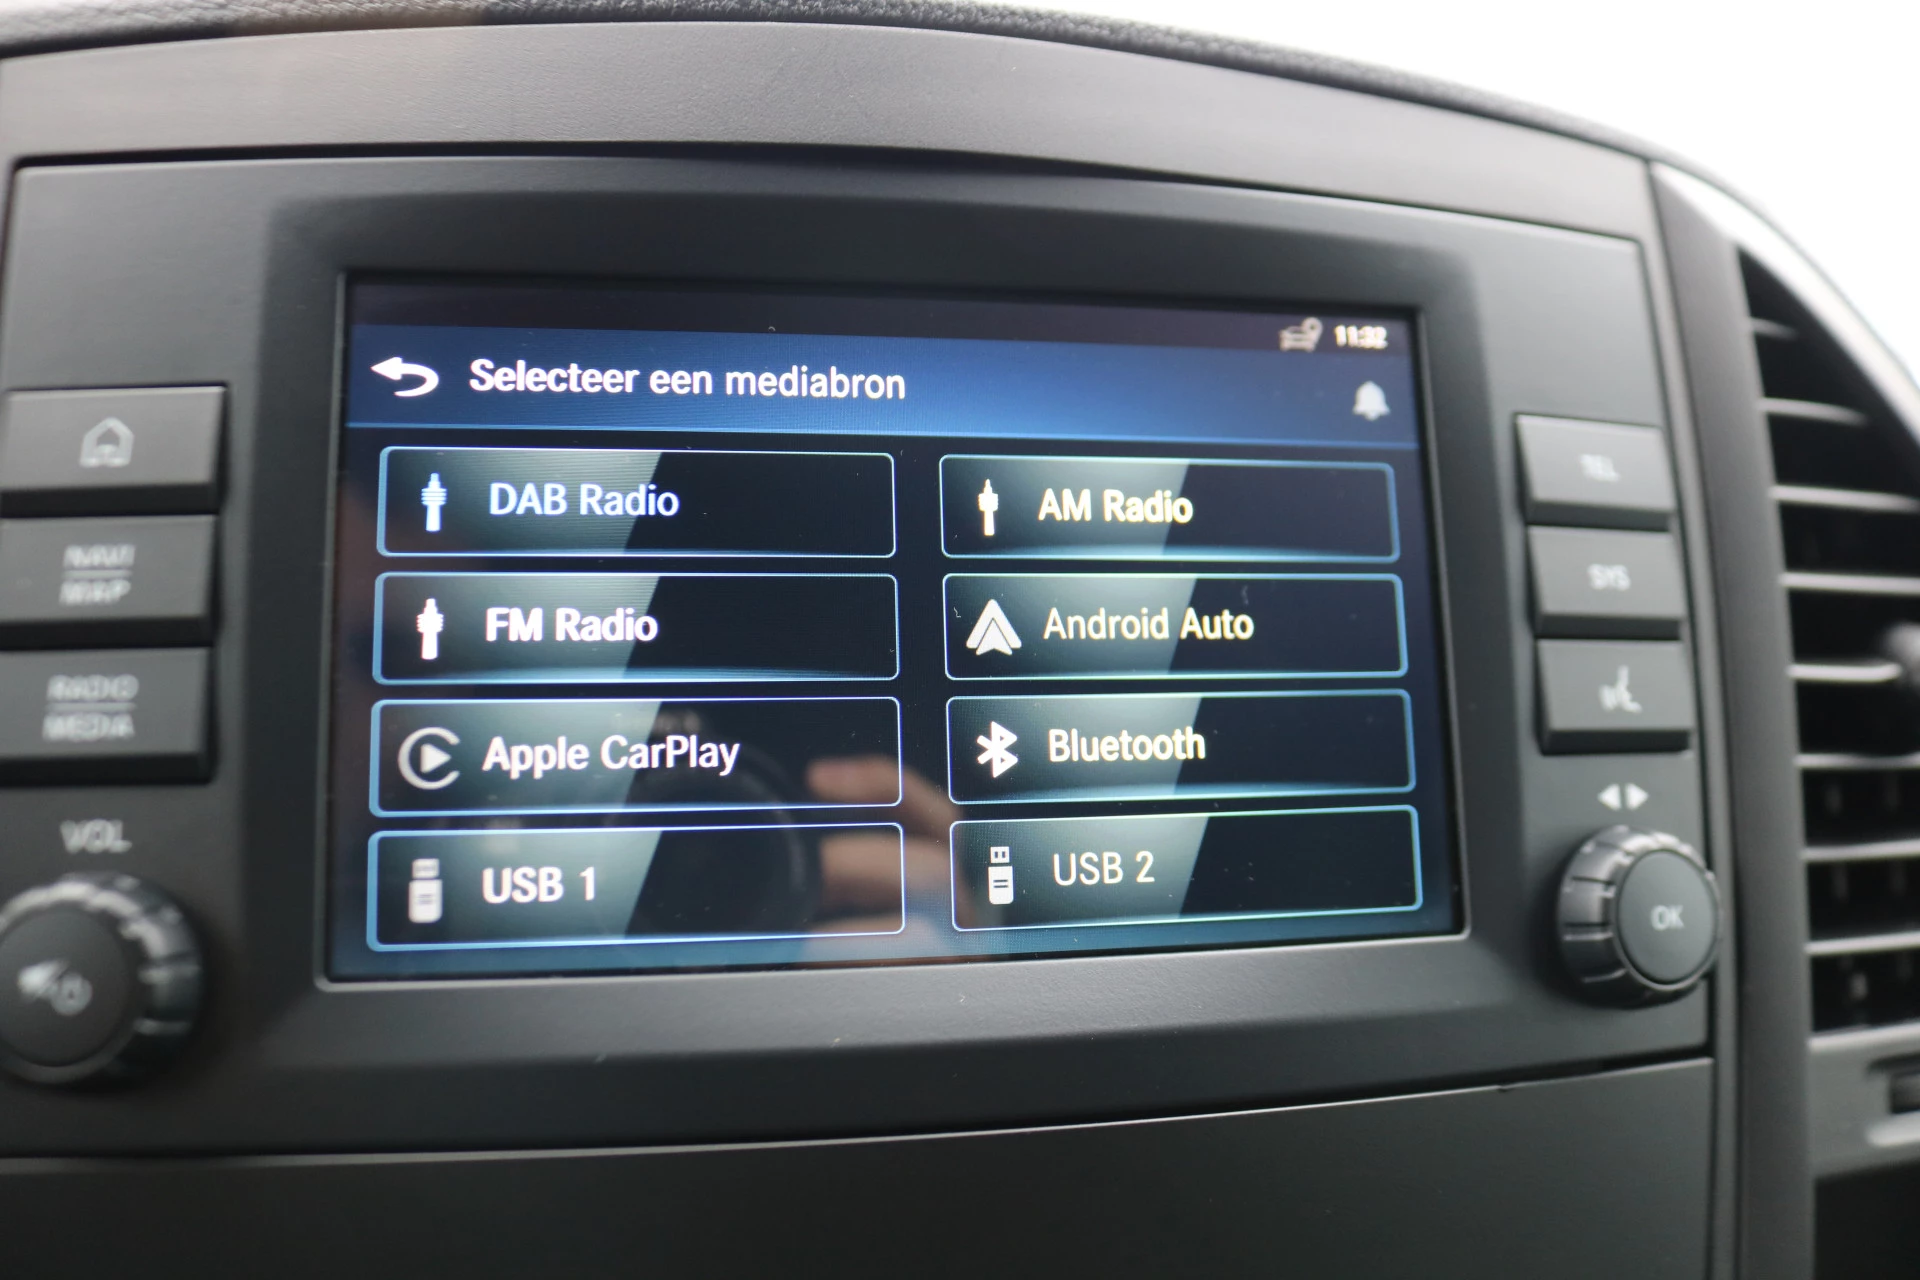 11:32
Selecteer een mediabron
DAB Radio
AM Radio
FM Radio
Android Auto
Apple CarPlay
Bluetooth
USB 1
USB 2
NAVI
MAP
RADIO
MEDIA
VOL
TEL
SYS
OK